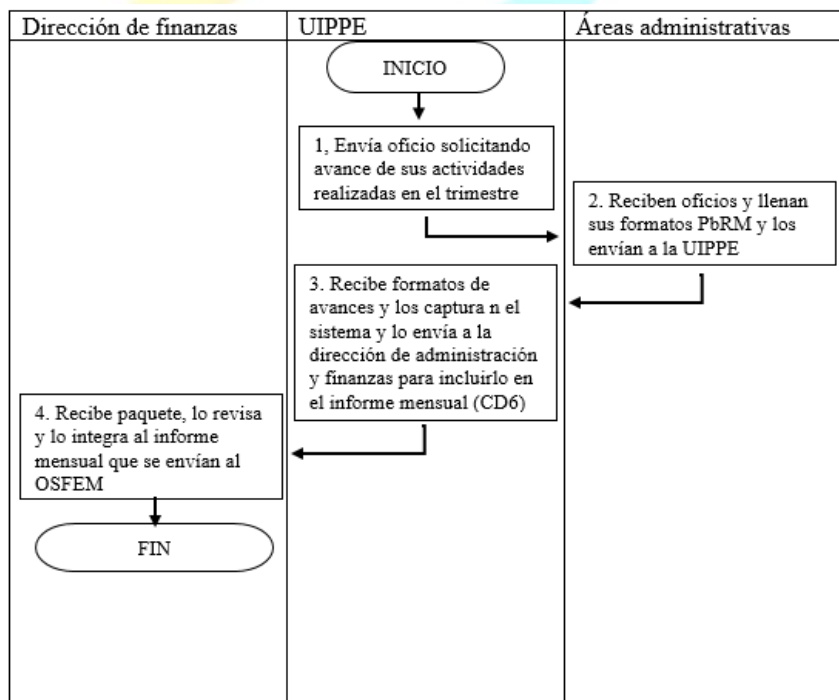 Dirección de finanzas
UIPPE
Áreas administrativas
INICIO
1, Envía oficio solicitando
avance de sus actividades
realizadas en el trimestre
2. Reciben oficios y llenan
sus formatos PbRM y los
envían a la UIPPE
3. Recibe formatos de
avances y los captura n el
sistema y lo envía a la
dirección de administración
y finanzas para incluirlo en
el informe mensual (CD6)
4. Recibe paquete, lo revisa
y lo integra al informe
mensual que se envían al
OSFEM
FIN